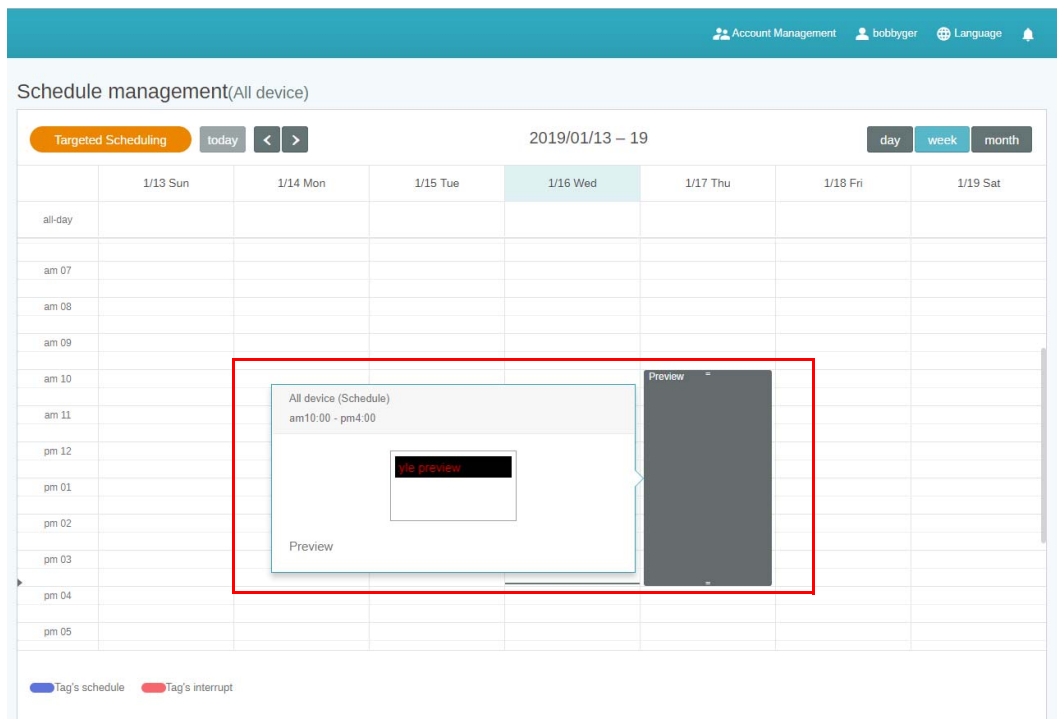 Account Management bobbyger Language
Schedule management(All device)
Targeted Scheduling today < > 2019/01/13 – 19 day week month
1/13 Sun 1/14 Mon 1/15 Tue 1/16 Wed 1/17 Thu 1/18 Fri 1/19 Sat
all-day
am 07
am 08
am 09
am 10
am 11
pm 12
pm 01
pm 02
pm 03
pm 04
pm 05
Preview
All device (Schedule)
am10:00 - pm4:00
yle preview
Preview
Tag's schedule Tag's interrupt